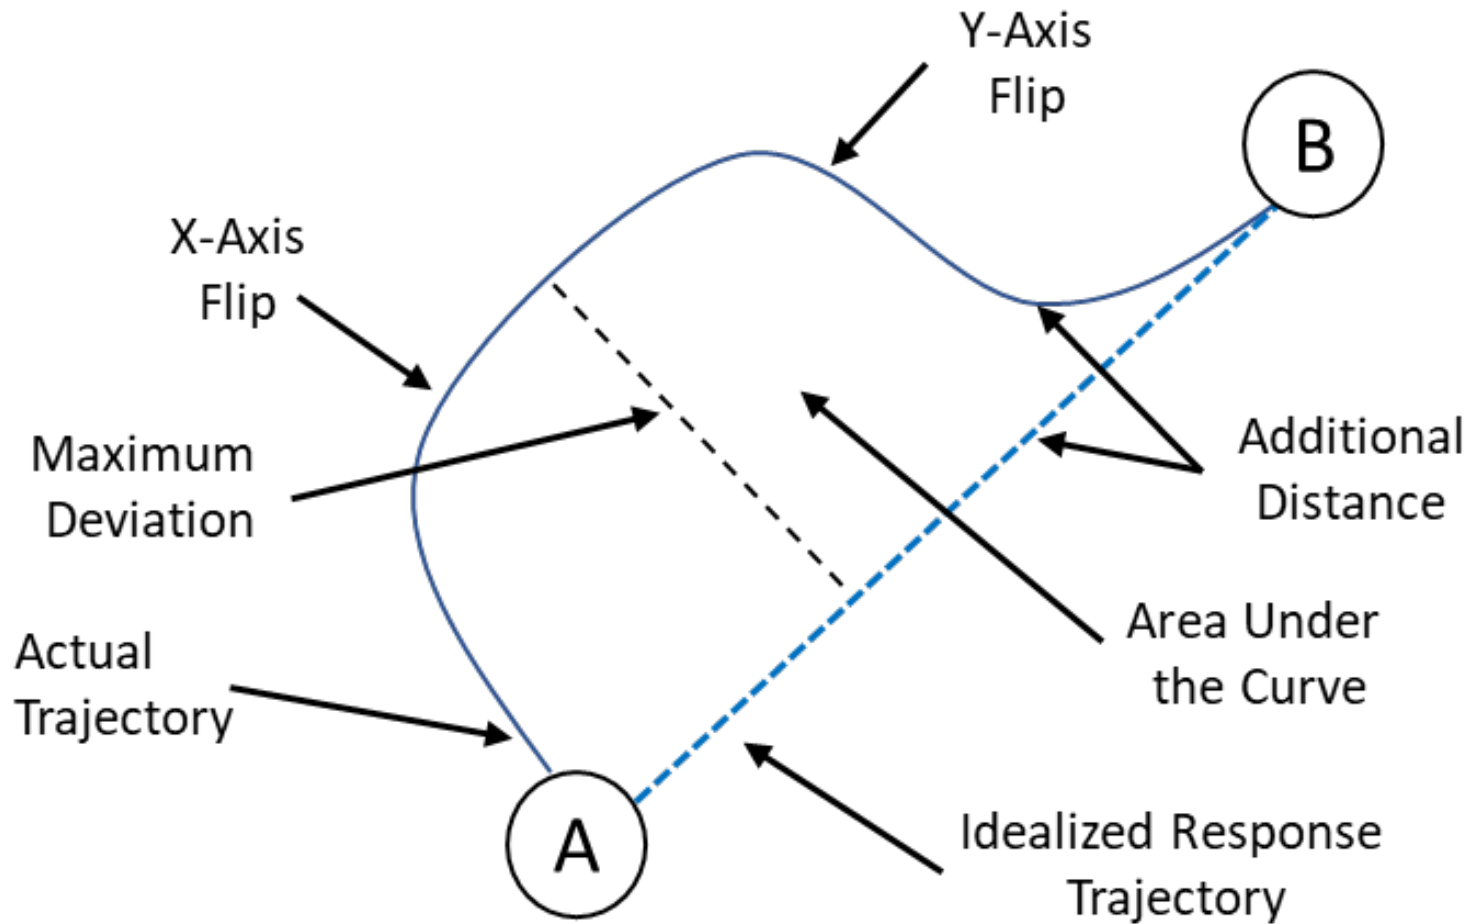 Y-Axis
Flip
B
X-Axis
Flip
Maximum
Deviation
Additional
Distance
Area Under
the Curve
Actual
Trajectory
A
Idealized Response
Trajectory